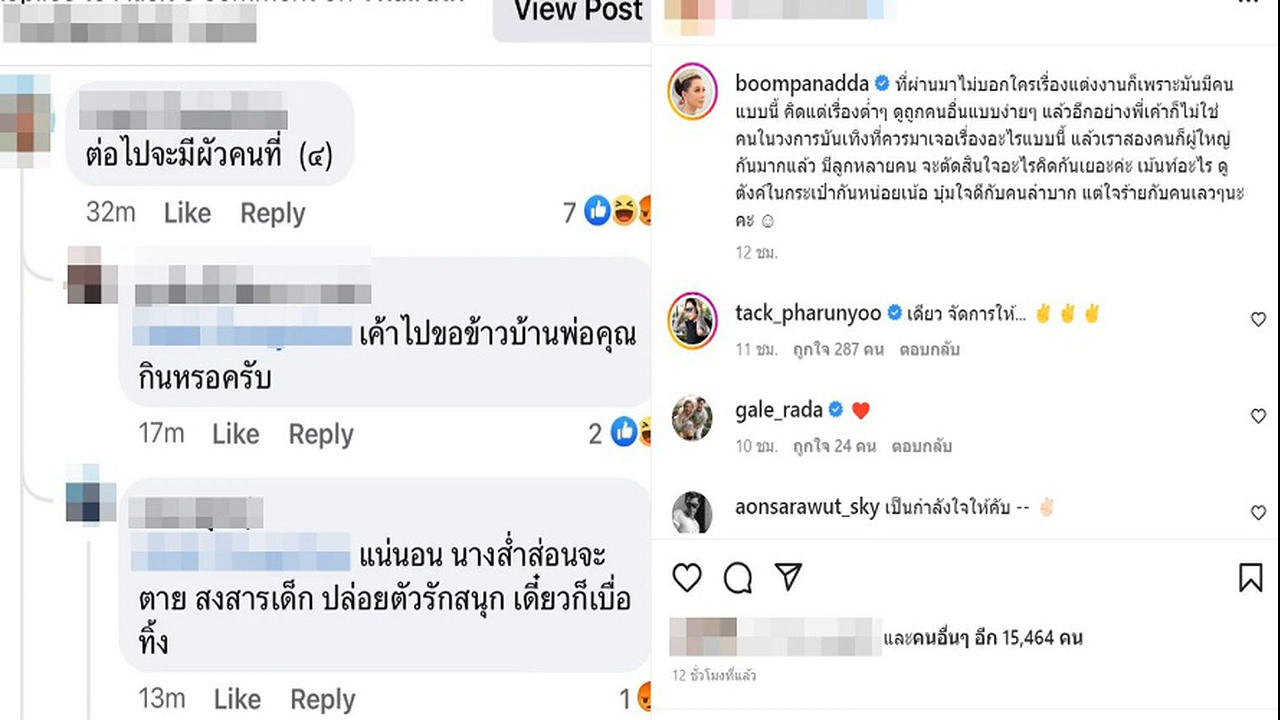 View Post
ต่อไปจะมีผัวคนที่ (๔)
32m Like Reply 7
เค้าไปขอข้าวบ้านพ่อคุณ
กินหรอครับ
17m Like Reply 2
แน่นอน นางส่ำส่อนจะ
ตาย สงสารเด็ก ปล่อยตัวรักสนุก เดี๋ยวก็เบื่อ
ทิ้ง
13m Like Reply 1
boompanadda ที่ผ่านมาไม่บอกใครเรื่องแต่งงานก็เพราะมันมีคน
แบบนี้ คิดแต่เรื่องต่ำๆ ดูถูกคนอื่นแบบง่ายๆ แล้วอีกอย่างพี่เค้าก็ไม่ใช่
คนในวงการบันเทิงที่ควรมาเจอเรื่องอะไรแบบนี้ แล้วเราสองคนก็ผู้ใหญ่
กันมากแล้ว มีลูกหลายคน จะตัดสินใจอะไรคิดกันเยอะค่ะ เม้นท์อะไร ดู
ตังค์ในกระเป๋ากันหน่อยเน้อ บุ๋มใจดีกับคนลำบาก แต่ใจร้ายกับคนเลวๆนะ
คะ ☺
12 ชม.
tack_pharunyoo เดียว จัดการให้... ✌✌✌
11 ชม. ถูกใจ 287 คน ตอบกลับ
gale_rada ❤
10 ชม. ถูกใจ 24 คน ตอบกลับ
aonsarawut_sky เป็นกำลังใจให้คับ -- ✌
และคนอื่นๆ อีก 15,464 คน
12 ชั่วโมงที่แล้ว